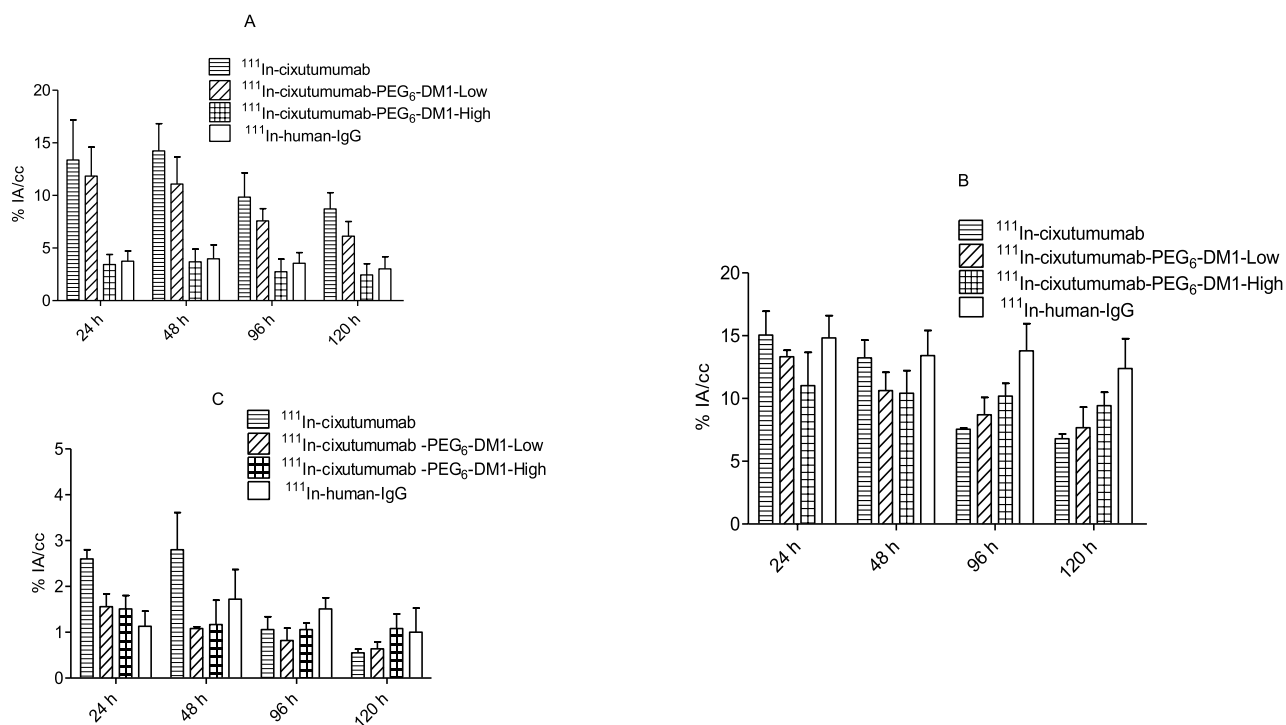 A
¹¹¹In-cixutumumab
¹¹¹In-cixutumumab-PEG₆-DM1-Low
¹¹¹In-cixutumumab-PEG₆-DM1-High
¹¹¹In-human-IgG
20
15
10
5
0
% IA/cc
24 h
48 h
96 h
120 h
B
¹¹¹In-cixutumumab
¹¹¹In-cixutumumab-PEG₆-DM1-Low
¹¹¹In-cixutumumab-PEG₆-DM1-High
¹¹¹In-human-IgG
20
15
10
5
0
% IA/cc
24 h
48 h
96 h
120 h
C
¹¹¹In-cixutumumab
¹¹¹In-cixutumumab -PEG₆-DM1-Low
¹¹¹In-cixutumumab -PEG₆-DM1-High
¹¹¹In-human-IgG
5
4
3
2
1
0
% IA/cc
24 h
48 h
96 h
120 h